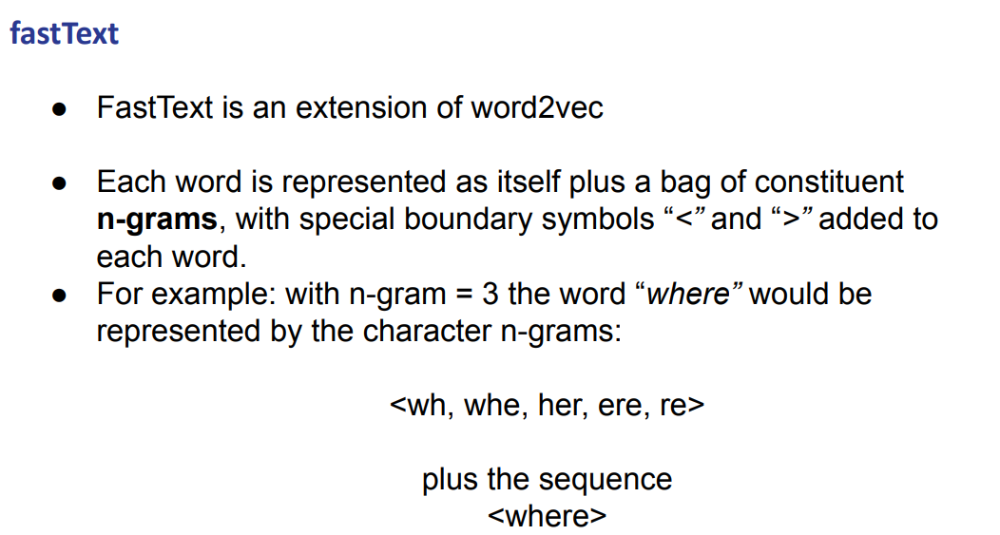 fastText
● FastText is an extension of word2vec
● Each word is represented as itself plus a bag of constituent
n-grams, with special boundary symbols “<” and “>” added to
each word.
● For example: with n-gram = 3 the word “where” would be
represented by the character n-grams:
<wh, whe, her, ere, re>
plus the sequence
<where>